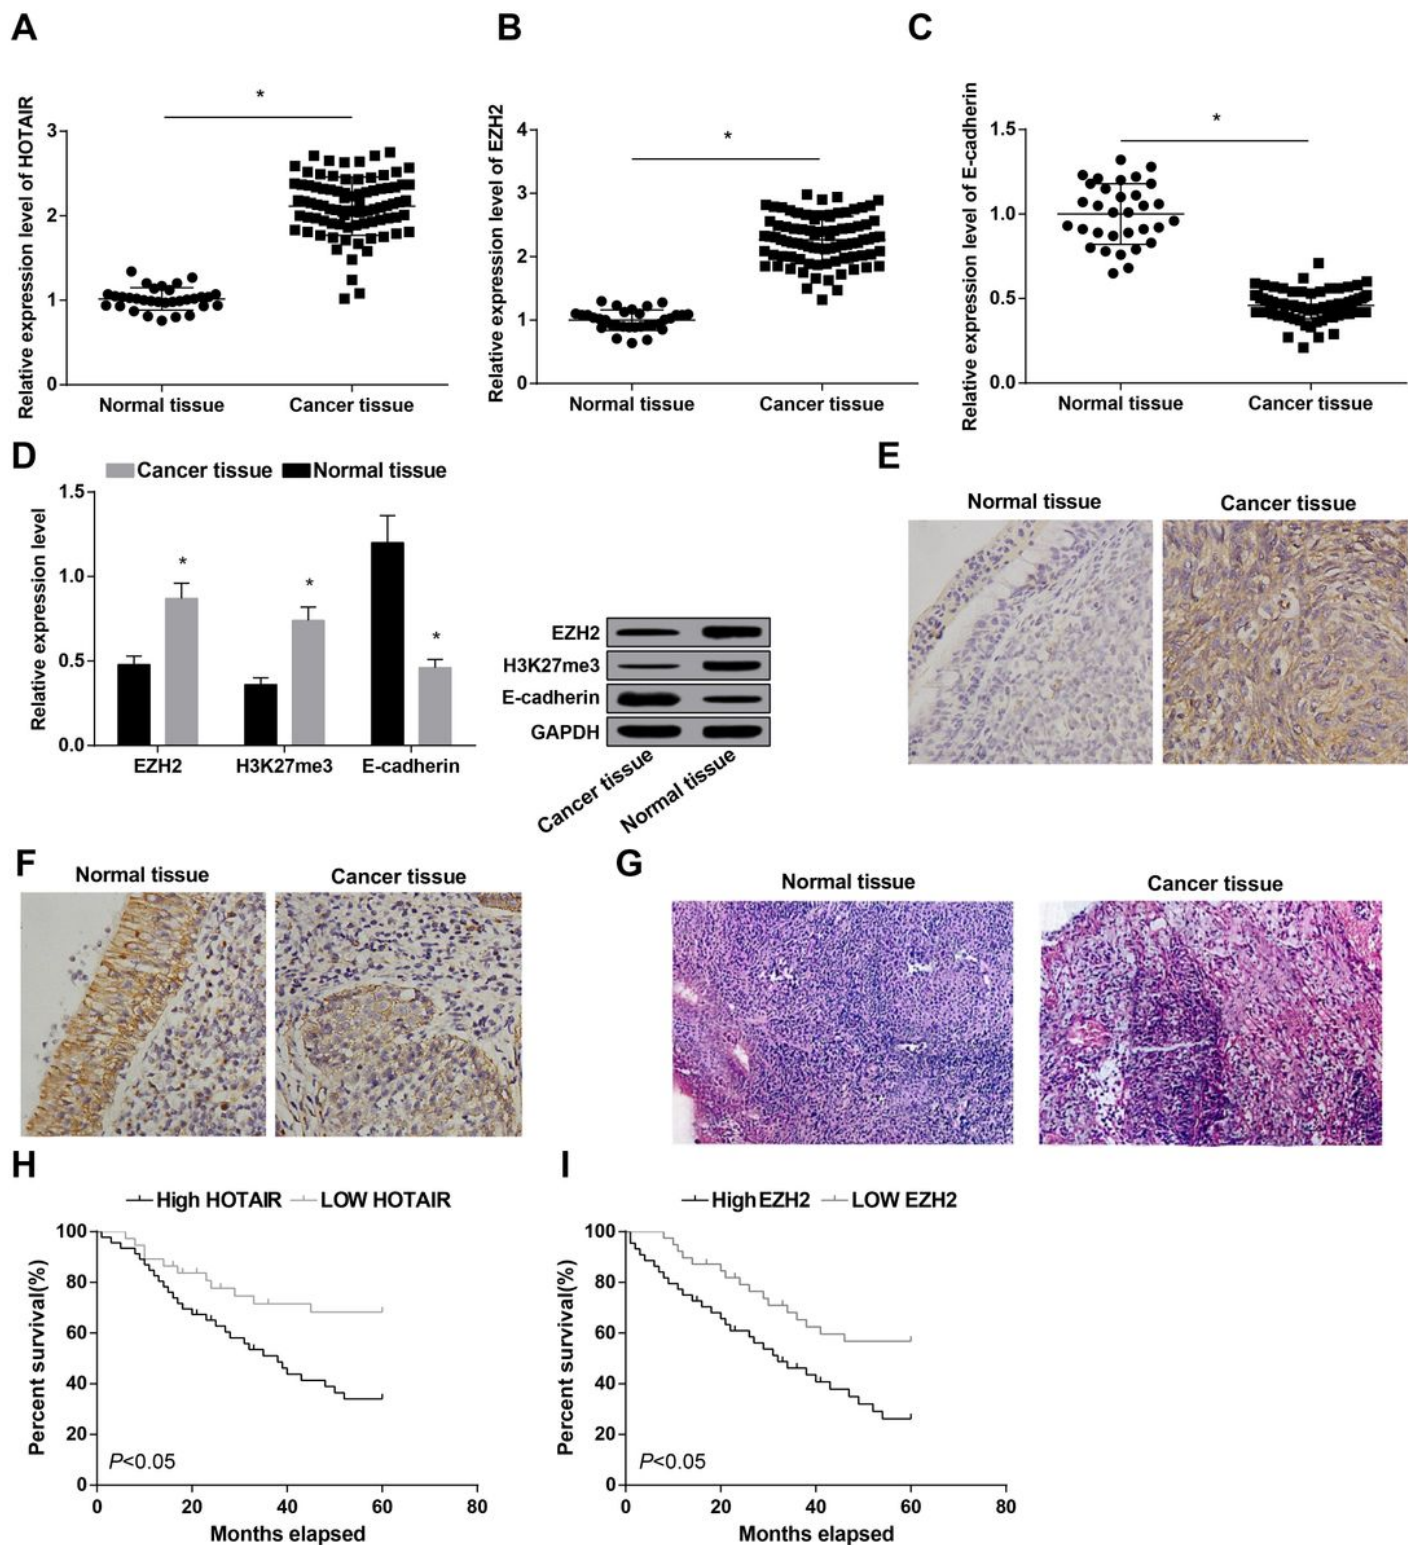 A
B
C
*
*
*
Relative expression level of HOTAIR
3
2
1
0
Normal tissue
Cancer tissue
Relative expression level of EZH2
4
3
2
1
0
Normal tissue
Cancer tissue
Relative expression level of E-cadherin
1.5
1.0
0.5
0.0
Normal tissue
Cancer tissue
D
Cancer tissue
Normal tissue
Relative expression level
1.5
1.0
0.5
0.0
*
*
*
EZH2
H3K27me3
E-cadherin
EZH2
H3K27me3
E-cadherin
GAPDH
Cancer tissue
Normal tissue
E
Normal tissue
Cancer tissue
F
Normal tissue
Cancer tissue
G
Normal tissue
Cancer tissue
H
High HOTAIR
LOW HOTAIR
Percent survival(%)
100
80
60
40
20
0
P<0.05
0
20
40
60
80
Months elapsed
I
High EZH2
LOW EZH2
Percent survival(%)
100
80
60
40
20
0
P<0.05
0
20
40
60
80
Months elapsed